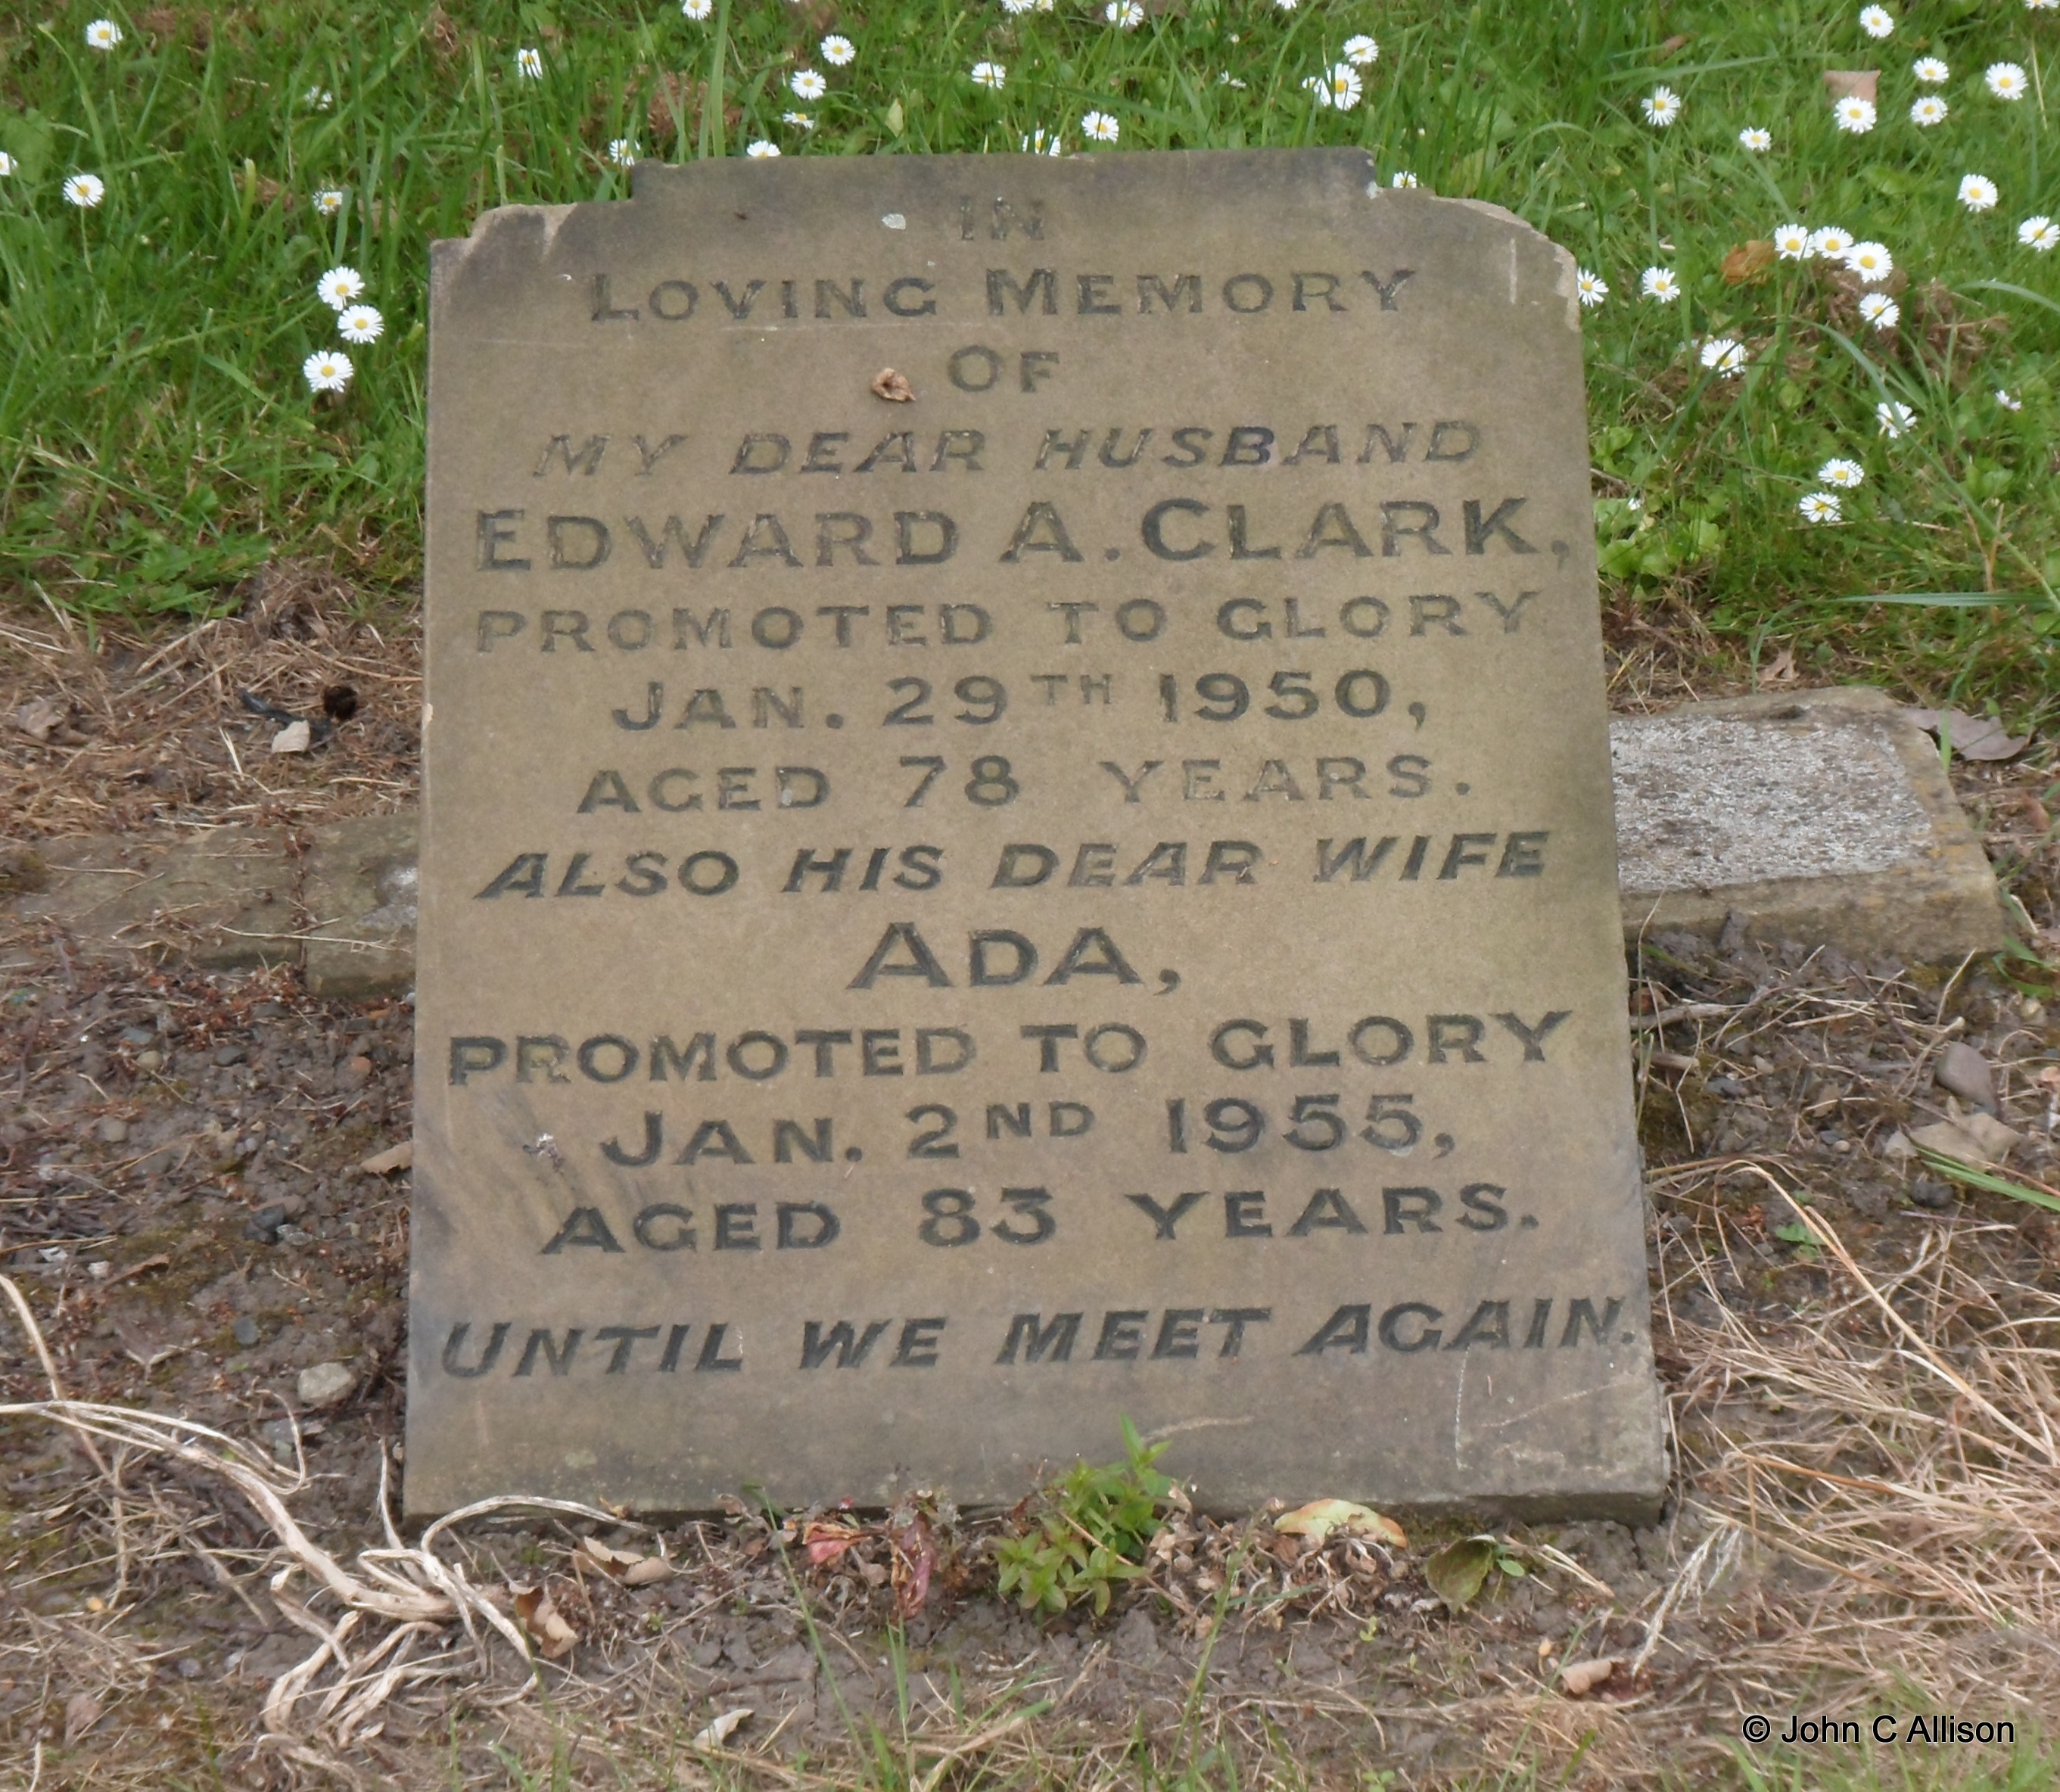 IN
LOVING MEMORY
OF
MY DEAR HUSBAND
EDWARD A. CLARK,
PROMOTED TO GLORY
JAN. 29TH 1950,
AGED 78 YEARS.
ALSO HIS DEAR WIFE
ADA,
PROMOTED TO GLORY
JAN. 2ND 1955,
AGED 83 YEARS.
UNTIL WE MEET AGAIN.
© John C Allison